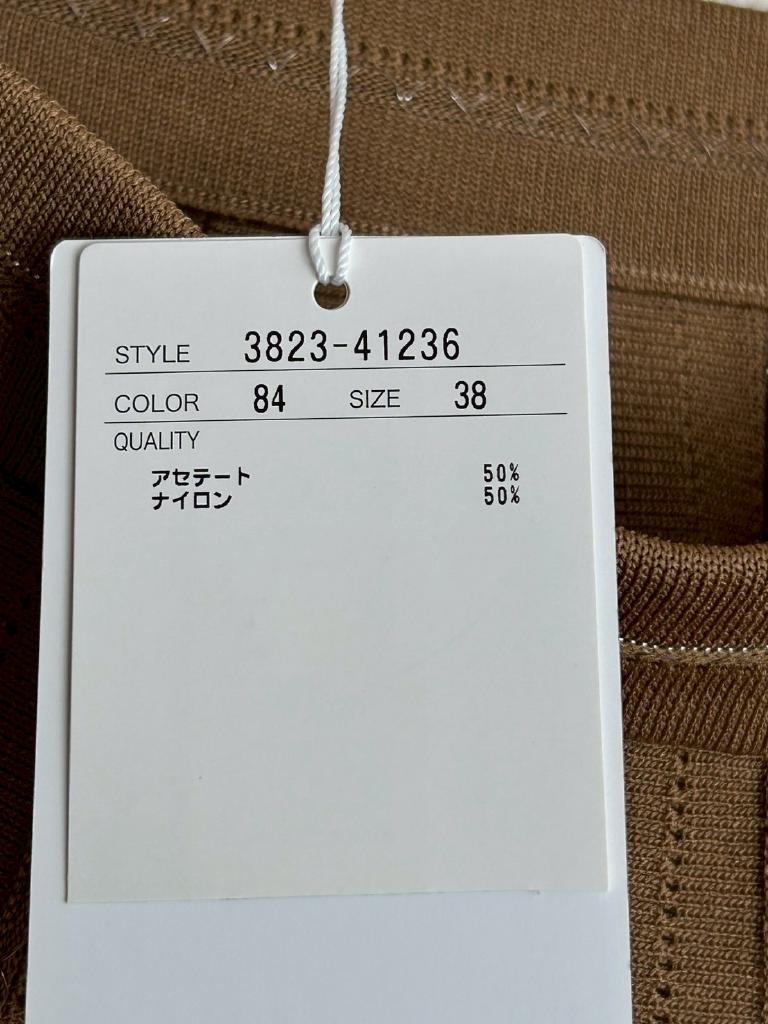 STYLE 3823-41236
COLOR 84 SIZE 38
QUALITY
アセテート 50%
ナイロン 50%